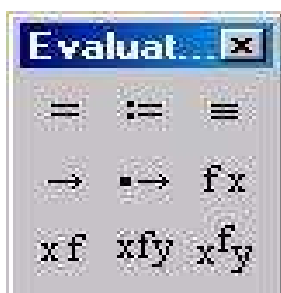 Evaluat...
= := ≡
→ ▪→ fx
xf xfy xfy